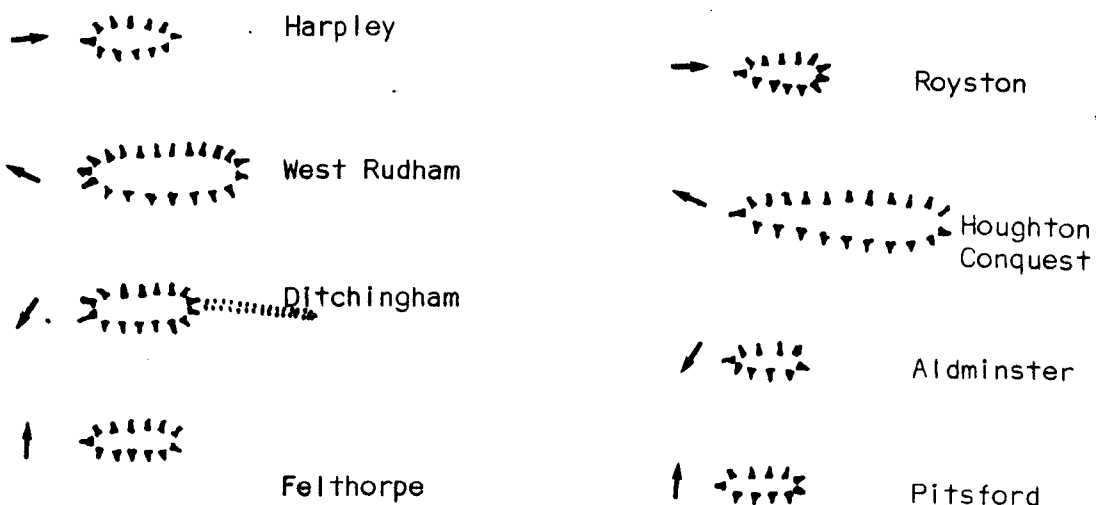 Harpley
West Rudham
Ditchingham
Felthorpe
Royston
Houghton
Conquest
Aldminster
Pitsford